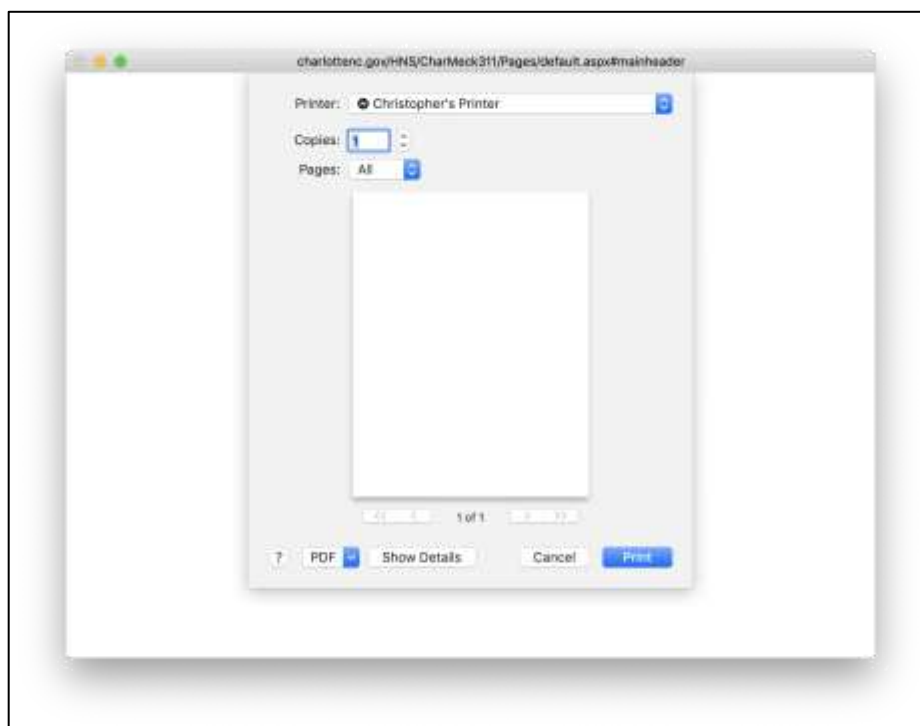 charlottenc.gov/HNS/CharMeck311/Pages/default.aspx#mainheader
Printer: Christopher's Printer
Copies: 1
Pages: All
1 of 1
? PDF Show Details Cancel Print